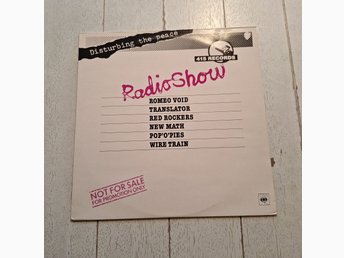 Disturbing the peace
415 RECORDS
RadioShow
ROMEO VOID
TRANSLATOR
RED ROCKERS
NEW MATH
POP'O'PIES
WIRE TRAIN
NOT FOR SALE
FOR PROMOTION ONLY
CBS